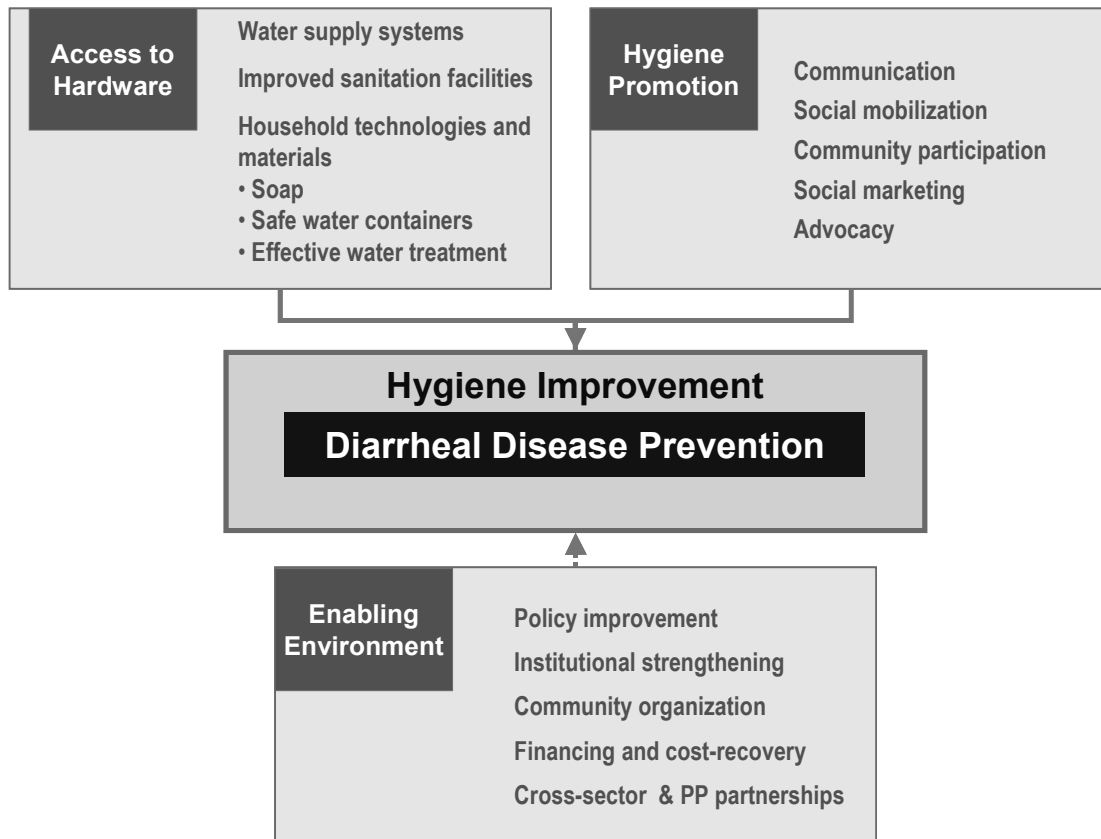 Access to
Hardware
Water supply systems
Improved sanitation facilities
Household technologies and
materials
• Soap
• Safe water containers
• Effective water treatment
Hygiene
Promotion
Communication
Social mobilization
Community participation
Social marketing
Advocacy
Hygiene Improvement
Diarrheal Disease Prevention
Enabling
Environment
Policy improvement
Institutional strengthening
Community organization
Financing and cost-recovery
Cross-sector & PP partnerships